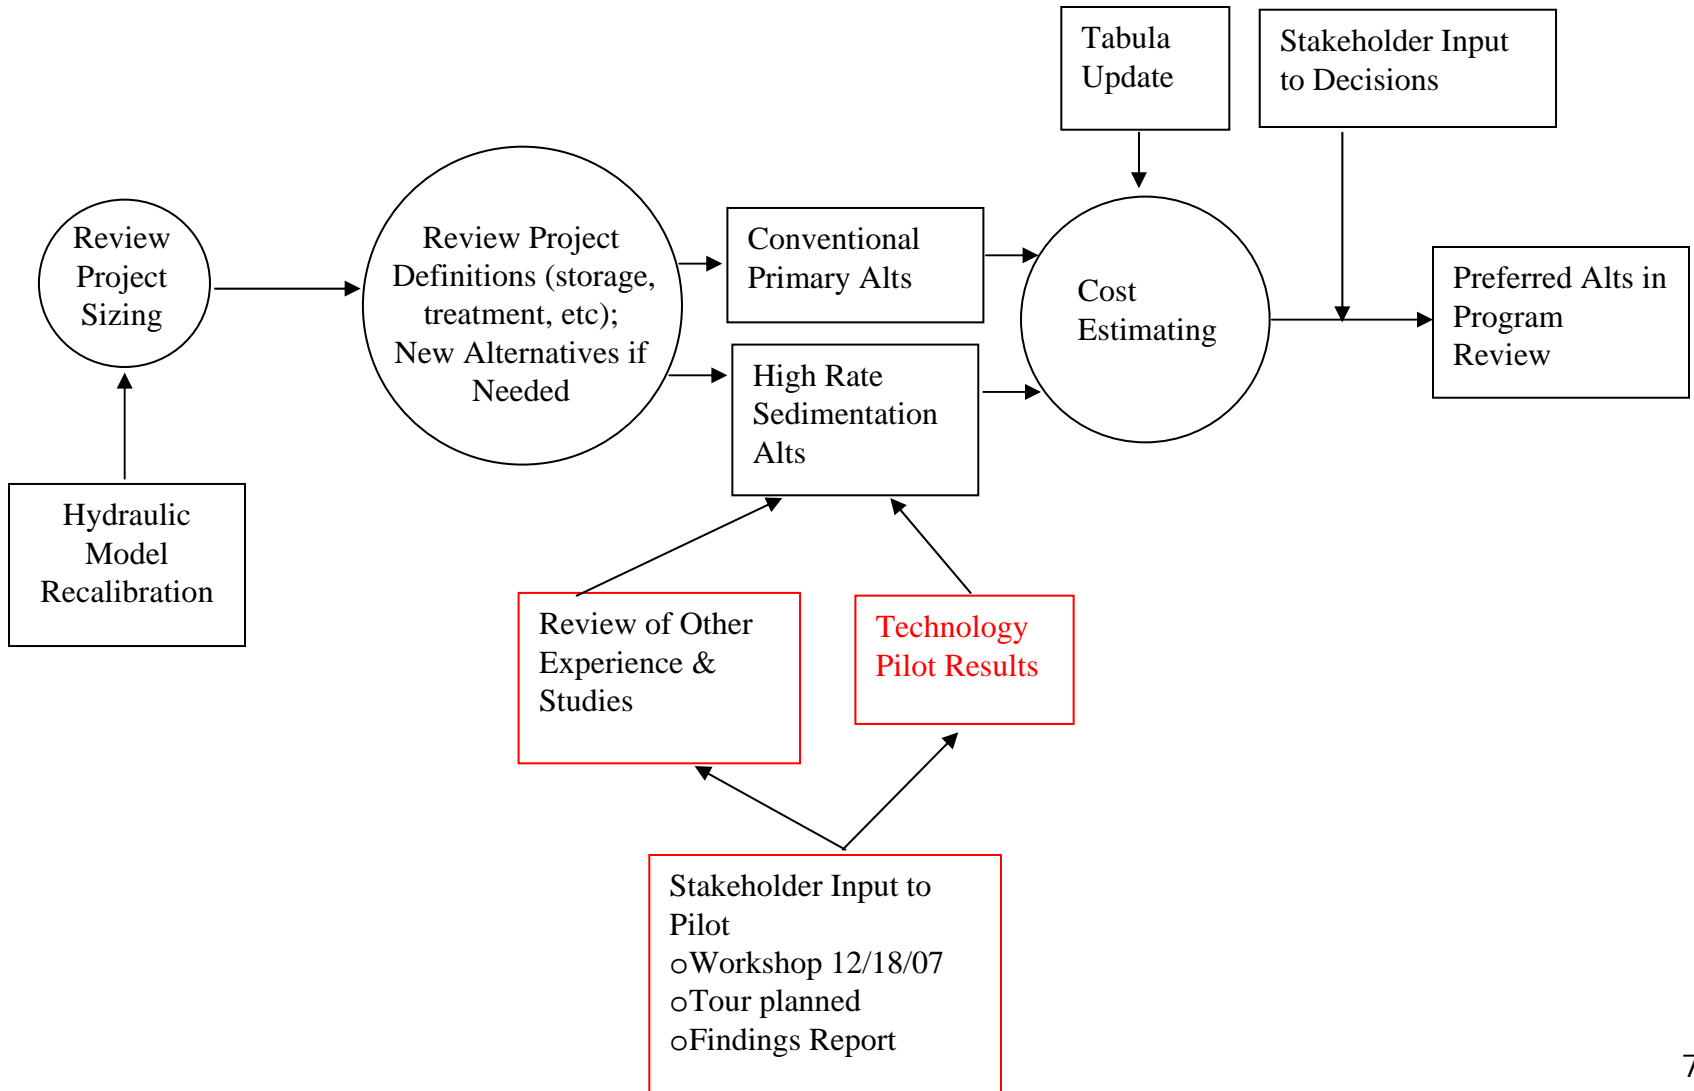 Tabula
Update
Stakeholder Input
to Decisions
Review
Project
Sizing
Review Project
Definitions (storage,
treatment, etc);
New Alternatives if
Needed
Conventional
Primary Alts
Cost
Estimating
Preferred Alts in
Program
Review
High Rate
Sedimentation
Alts
Hydraulic
Model
Recalibration
Review of Other
Experience &
Studies
Technology
Pilot Results
Stakeholder Input to
Pilot
oWorkshop 12/18/07
oTour planned
oFindings Report
7